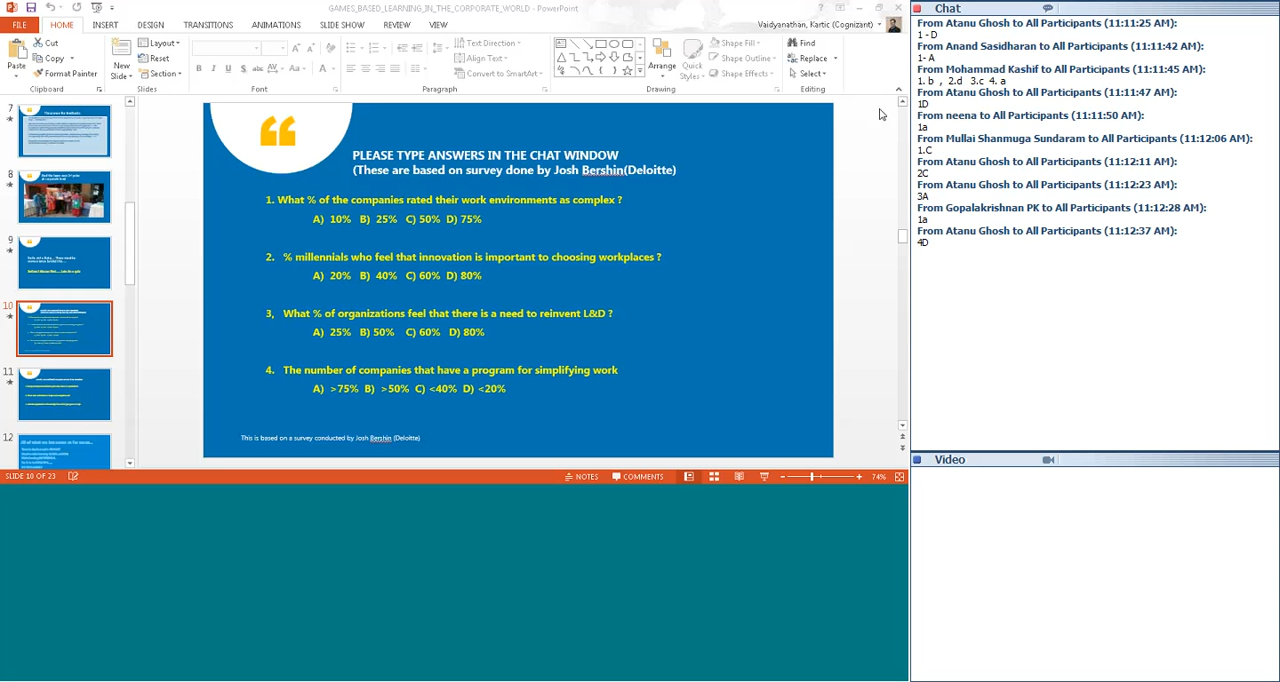 GAMES_BASED_LEARNING_IN_THE_CORPORATE_WORLD - PowerPoint
FILE HOME INSERT DESIGN TRANSITIONS ANIMATIONS SLIDE SHOW REVIEW VIEW
Vaidyanathan, Kartic (Cognizant)
Paste
Cut
Copy
Format Painter
Clipboard
New
Slide
Layout
Reset
Section
Slides
Font
Text Direction
Align Text
Convert to SmartArt
Paragraph
Arrange
Quick
Styles
Shape Fill
Shape Outline
Shape Effects
Drawing
Find
Replace
Select
Editing
7
8
9
10
11
12
PLEASE TYPE ANSWERS IN THE CHAT WINDOW
(These are based on survey done by Josh Bershin(Deloitte)
1. What % of the companies rated their work environments as complex ?
A) 10% B) 25% C) 50% D) 75%
2. % millennials who feel that innovation is important to choosing workplaces ?
A) 20% B) 40% C) 60% D) 80%
3, What % of organizations feel that there is a need to reinvent L&D ?
A) 25% B) 50% C) 60% D) 80%
4. The number of companies that have a program for simplifying work
A) >75% B) >50% C) <40% D) <20%
This is based on a survey conducted by Josh Bershin (Deloitte)
SLIDE 10 OF 23
NOTES
COMMENTS
74%
Chat
From Atanu Ghosh to All Participants (11:11:25 AM):
1 - D
From Anand Sasidharan to All Participants (11:11:42 AM):
1- A
From Mohammad Kashif to All Participants (11:11:45 AM):
1. b , 2.d 3.c 4. a
From Atanu Ghosh to All Participants (11:11:47 AM):
1D
From neena to All Participants (11:11:50 AM):
1a
From Mullai Shanmuga Sundaram to All Participants (11:12:06 AM):
1.C
From Atanu Ghosh to All Participants (11:12:11 AM):
2C
From Atanu Ghosh to All Participants (11:12:23 AM):
3A
From Gopalakrishnan PK to All Participants (11:12:28 AM):
1a
From Atanu Ghosh to All Participants (11:12:37 AM):
4D
Video